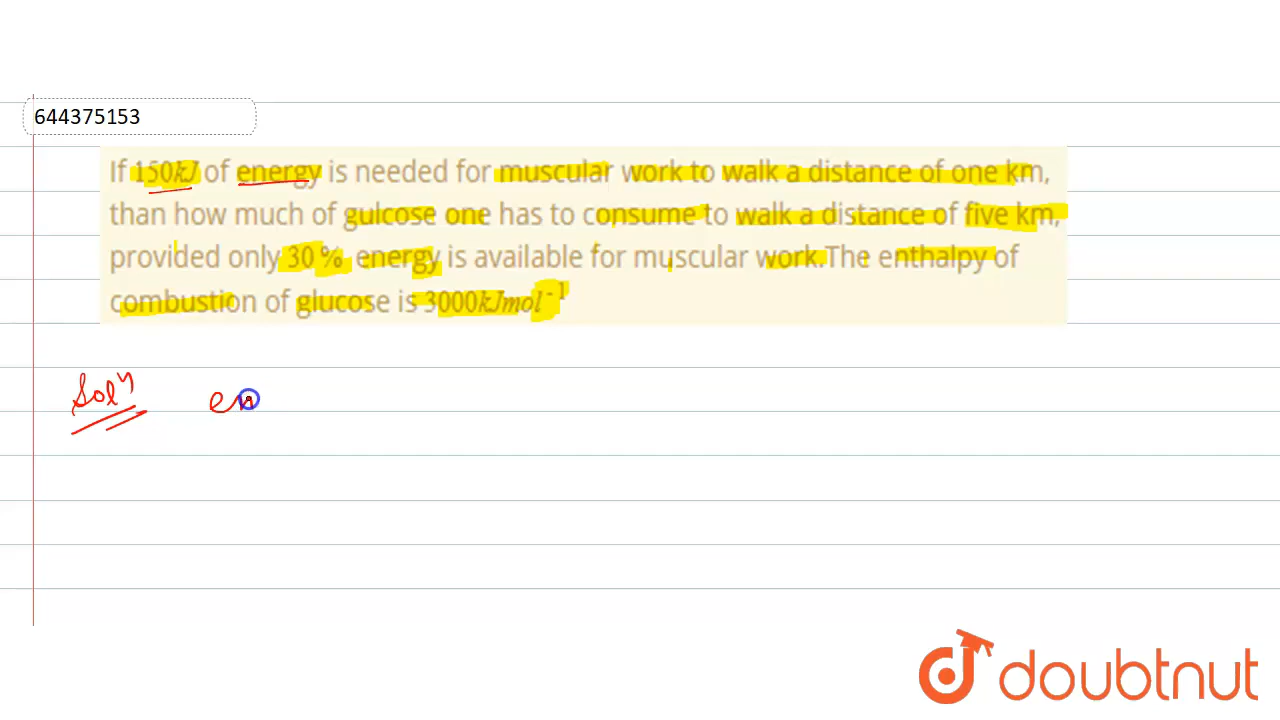 644375153
If 150kJ of energy is needed for muscular work to walk a distance of one km,
than how much of gulcose one has to consume to walk a distance of five km,
provided only 30 % energy is available for muscular work.The enthalpy of
combustion of glucose is 3000kJmol⁻¹
Solⁿ en
doubtnut